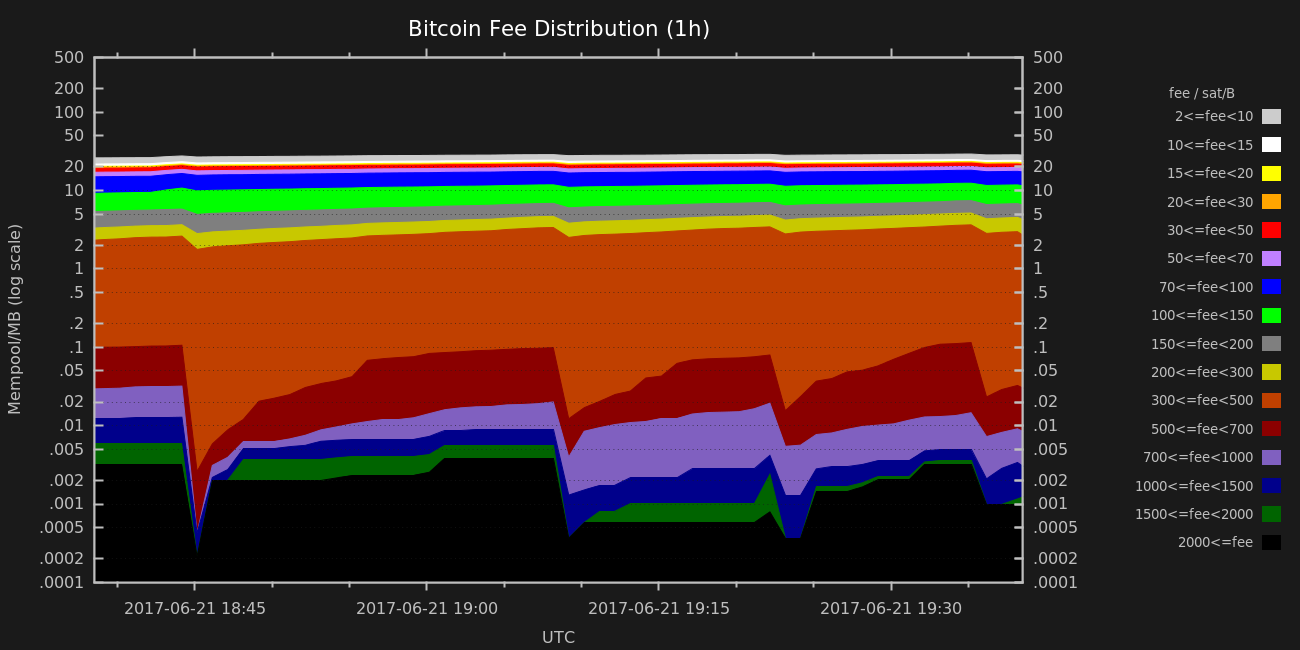 Bitcoin Fee Distribution (1h)
Mempool/MB (log scale)
500
200
100
50
20
10
5
2
1
.5
.2
.1
.05
.02
.01
.005
.002
.001
.0005
.0002
.0001
500
200
100
50
20
10
5
2
1
.5
.2
.1
.05
.02
.01
.005
.002
.001
.0005
.0002
.0001
2017-06-21 18:45
2017-06-21 19:00
2017-06-21 19:15
2017-06-21 19:30
UTC
fee / sat/B
2<=fee<10
10<=fee<15
15<=fee<20
20<=fee<30
30<=fee<50
50<=fee<70
70<=fee<100
100<=fee<150
150<=fee<200
200<=fee<300
300<=fee<500
500<=fee<700
700<=fee<1000
1000<=fee<1500
1500<=fee<2000
2000<=fee